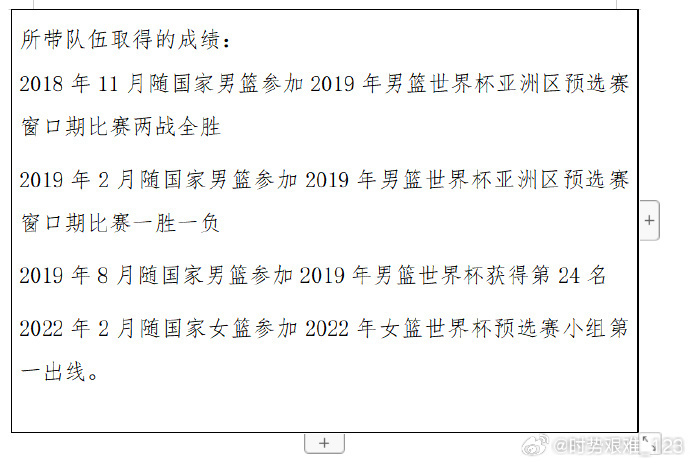 所带队伍取得的成绩：
2018 年 11 月随国家男篮参加 2019 年男篮世界杯亚洲区预选赛
窗口期比赛两战全胜
2019 年 2 月随国家男篮参加 2019 年男篮世界杯亚洲区预选赛
窗口期比赛一胜一负
2019 年 8 月随国家男篮参加 2019 年男篮世界杯获得第 24 名
2022 年 2 月随国家女篮参加 2022 年女篮世界杯预选赛小组第
一出线。
@时势艰难_123